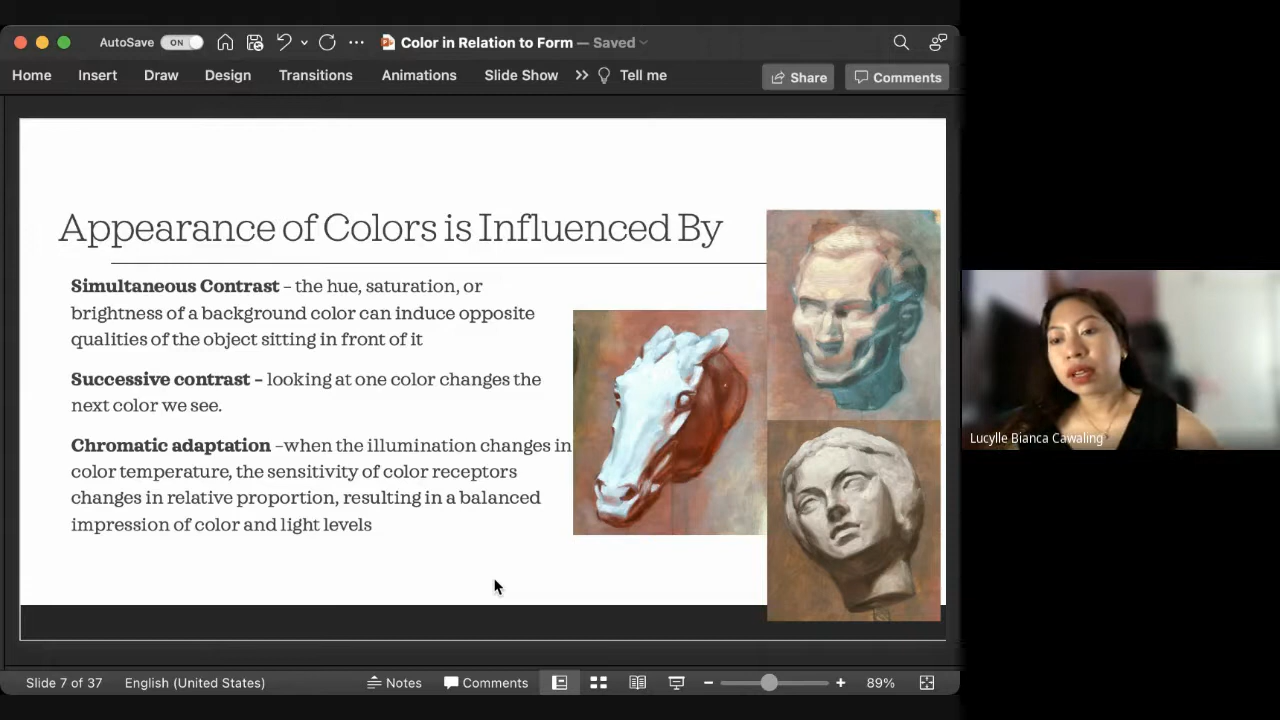 AutoSave ON Color in Relation to Form — Saved
Home Insert Draw Design Transitions Animations Slide Show Tell me Share Comments
Appearance of Colors is Influenced By
Simultaneous Contrast – the hue, saturation, or
brightness of a background color can induce opposite
qualities of the object sitting in front of it
Successive contrast – looking at one color changes the
next color we see.
Chromatic adaptation –when the illumination changes in
color temperature, the sensitivity of color receptors
changes in relative proportion, resulting in a balanced
impression of color and light levels
Lucylle Bianca Cawaling
Slide 7 of 37 English (United States) Notes Comments 89%